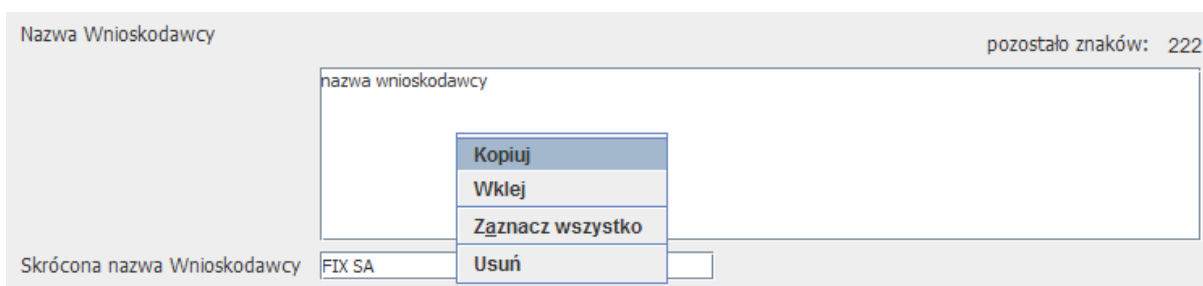 Nazwa Wnioskodawcy
pozostało znaków: 222
nazwa wnioskodawcy
Kopiuj
Wklej
Zaznacz wszystko
Usuń
Skrócona nazwa Wnioskodawcy FIX SA